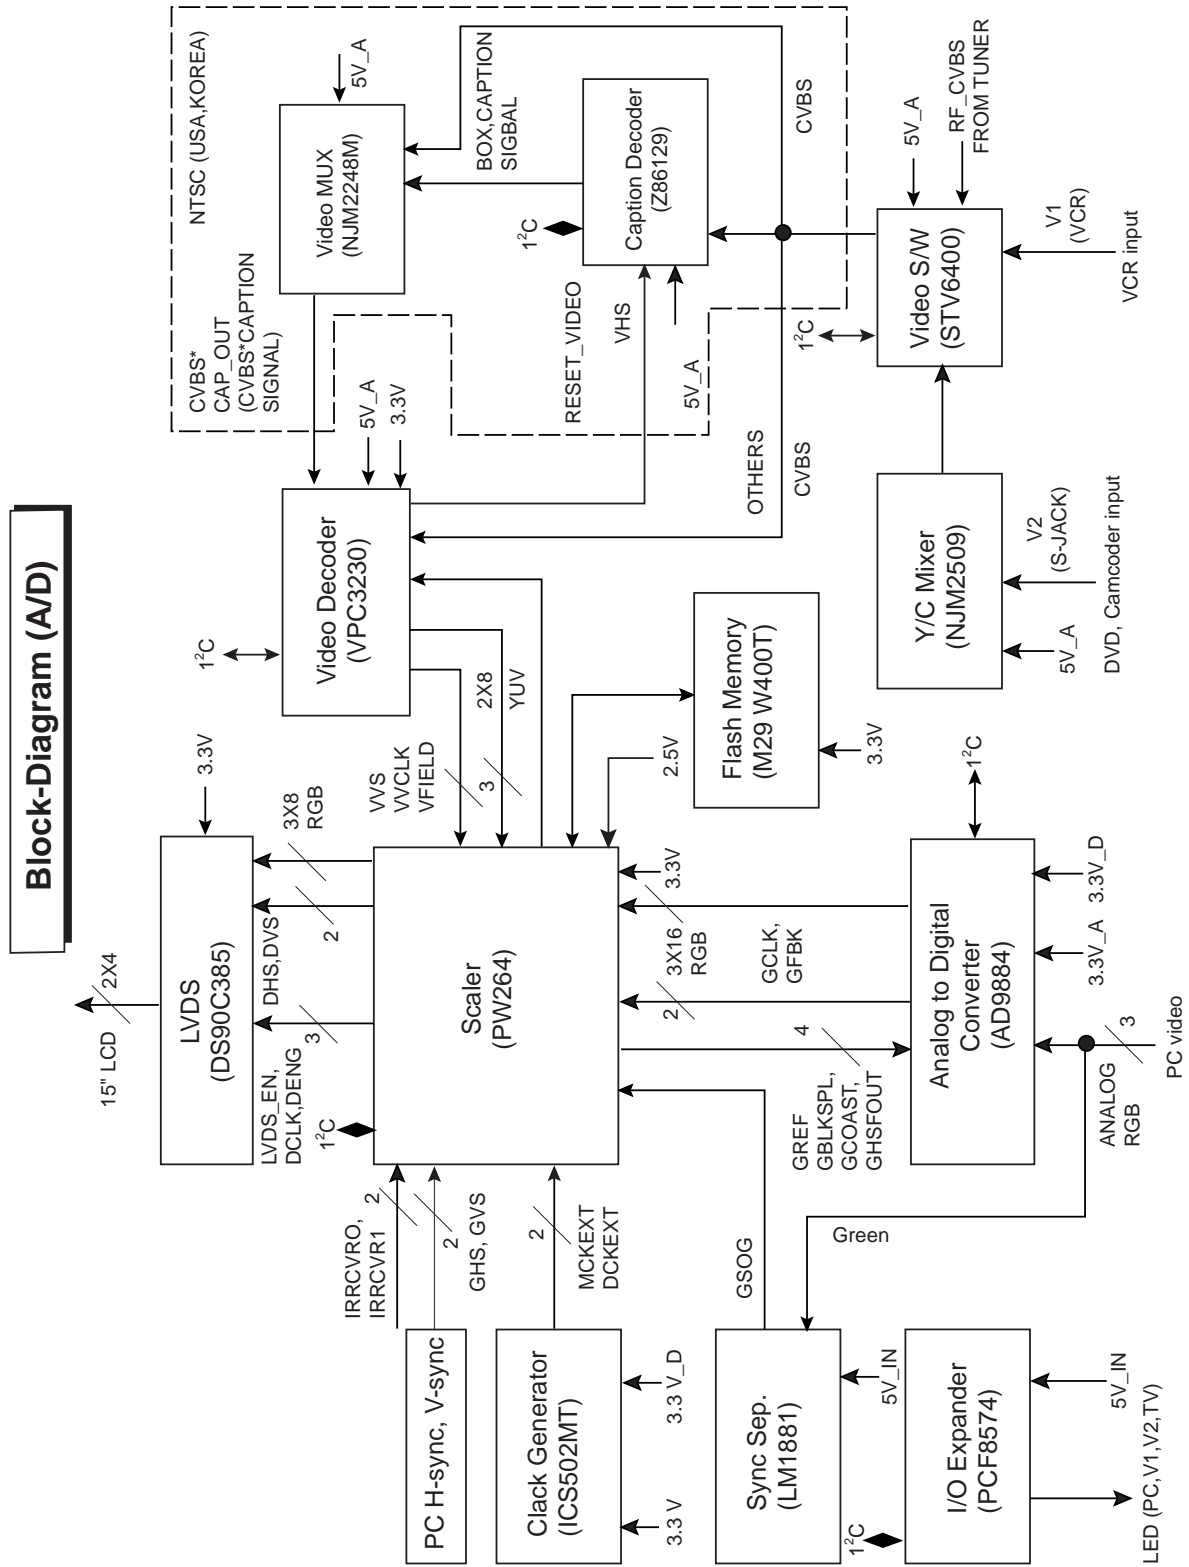 Block-Diagram (A/D)
15" LCD
2X4
LVDS
(DS90C385)
3.3V
LVDS_EN,
DCLK,DENG
3
DHS,DVS
2
3X8
RGB
1²C
Scaler
(PW264)
IRRCVRO,
IRRCVR1
2
2
GHS, GVS
PC H-sync, V-sync
Clack Generator
(ICS502MT)
2
MCKEXT
DCKEXT
3.3 V
3.3 V_D
Sync Sep.
(LM1881)
GSOG
Green
5V_IN
I/O Expander
(PCF8574)
1²C
5V_IN
LED (PC,V1,V2,TV)
GREF
GBLKSPL,
GCOAST,
GHSFOUT
4
2
GCLK,
GFBK
3X16
RGB
3.3V
2.5V
Analog to Digital
Converter
(AD9884)
1²C
3.3V_A
3.3V_D
ANALOG
RGB
3
PC video
Flash Memory
(M29 W400T)
3.3V
VVS
VVCLK
VFIELD
3
2X8
YUV
Video Decoder
(VPC3230)
1²C
5V_A
3.3V
CVBS*
CAP_OUT
(CVBS*CAPTION
SIGNAL)
NTSC (USA,KOREA)
Video MUX
(NJM2248M)
5V_A
BOX,CAPTION
SIGBAL
1²C
Caption Decoder
(Z86129)
RESET_VIDEO
VHS
5V_A
CVBS
OTHERS
CVBS
1²C
Video S/W
(STV6400)
5V_A
RF_CVBS
FROM TUNER
V1
(VCR)
VCR input
Y/C Mixer
(NJM2509)
5V_A
V2
(S-JACK)
DVD, Camcoder input